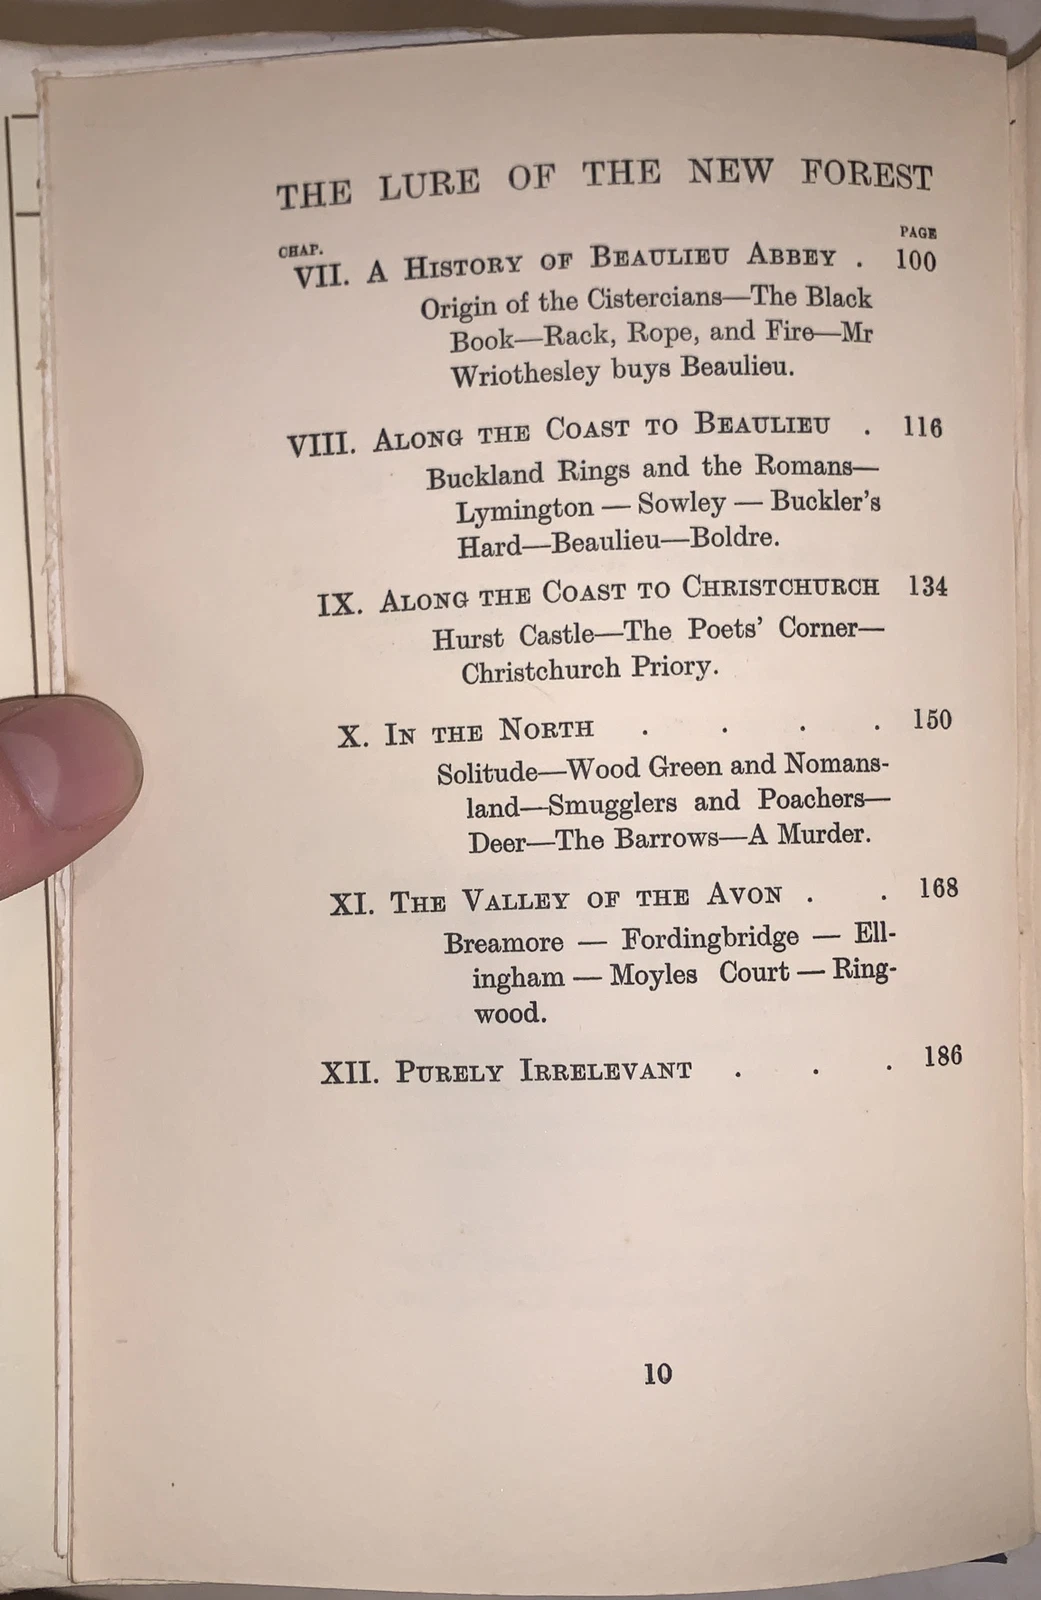 THE LURE OF THE NEW FOREST
CHAP. PAGE
VII. A HISTORY OF BEAULIEU ABBEY . 100
Origin of the Cistercians—The Black
Book—Rack, Rope, and Fire—Mr
Wriothesley buys Beaulieu.
VIII. ALONG THE COAST TO BEAULIEU . 116
Buckland Rings and the Romans—
Lymington — Sowley — Buckler's
Hard—Beaulieu—Boldre.
IX. ALONG THE COAST TO CHRISTCHURCH 134
Hurst Castle—The Poets' Corner—
Christchurch Priory.
X. IN THE NORTH . . . . 150
Solitude—Wood Green and Nomans-
land—Smugglers and Poachers—
Deer—The Barrows—A Murder.
XI. THE VALLEY OF THE AVON . . 168
Breamore — Fordingbridge — Ell-
ingham — Moyles Court — Ring-
wood.
XII. PURELY IRRELEVANT . . . 186
10